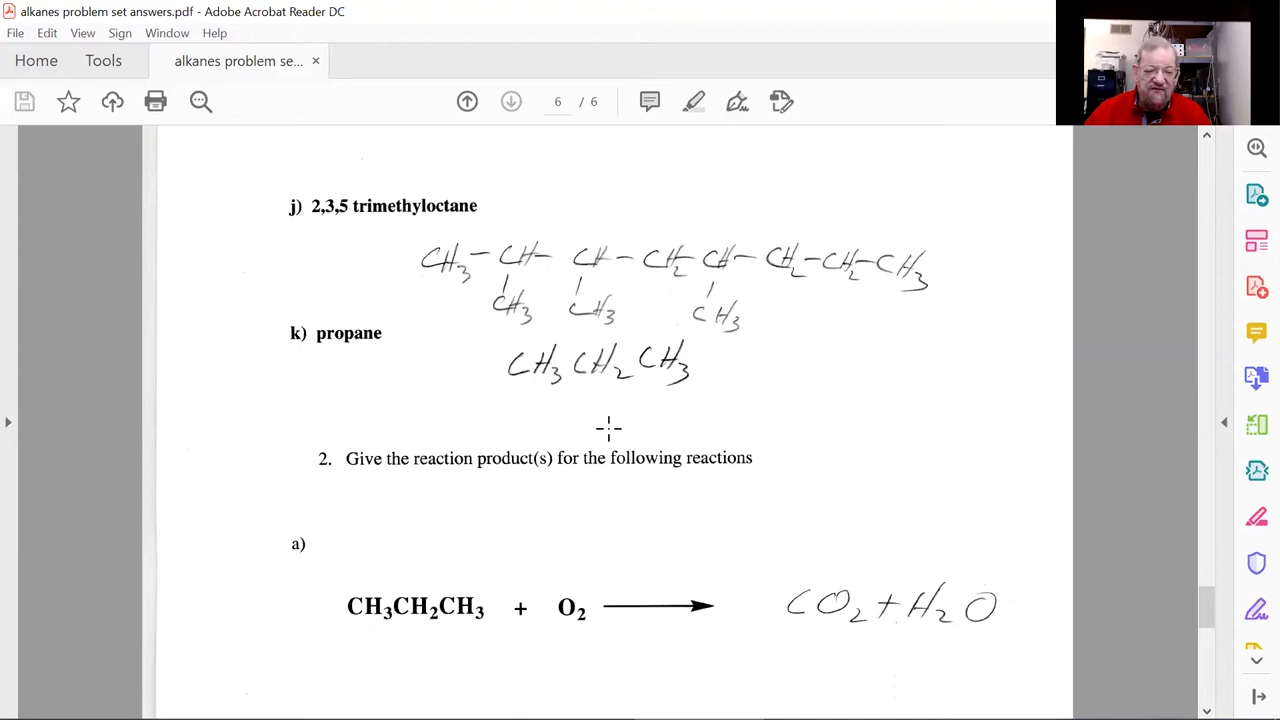 alkanes problem set answers.pdf - Adobe Acrobat Reader DC
File Edit View Sign Window Help
Home Tools alkanes problem se... ×
6 / 6
j) 2,3,5 trimethyloctane
CH₃ - CH - CH - CH₂ CH - CH₂ - CH₂ - CH₃
CH₃ CH₃ CH₃
k) propane
CH₃ CH₂ CH₃
2. Give the reaction product(s) for the following reactions
a)
CH₃CH₂CH₃ + O₂ CO₂ + H₂O